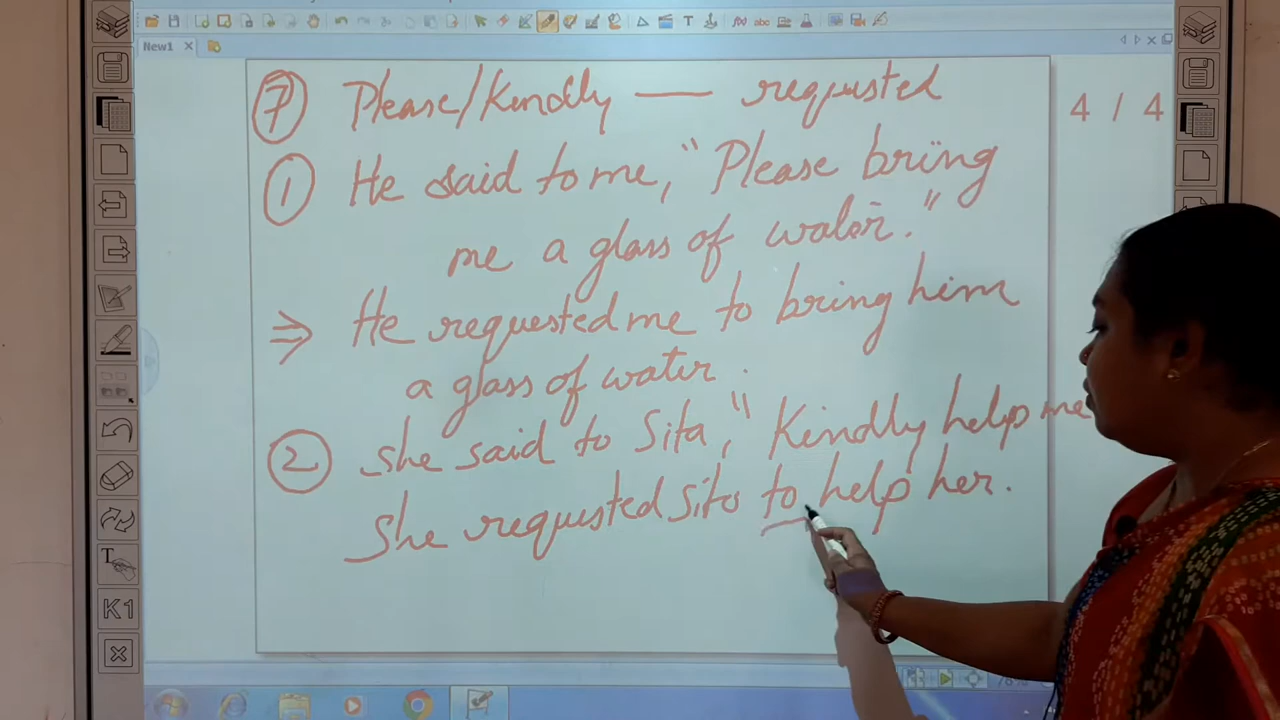 New1
⑦ Please/Kindly — requested
4 / 4
① He said to me, "Please bring
me a glass of water."
⇒ He requested me to bring him
a glass of water.
② She said to Sita, "Kindly help me
She requested Sita to help her.
K1